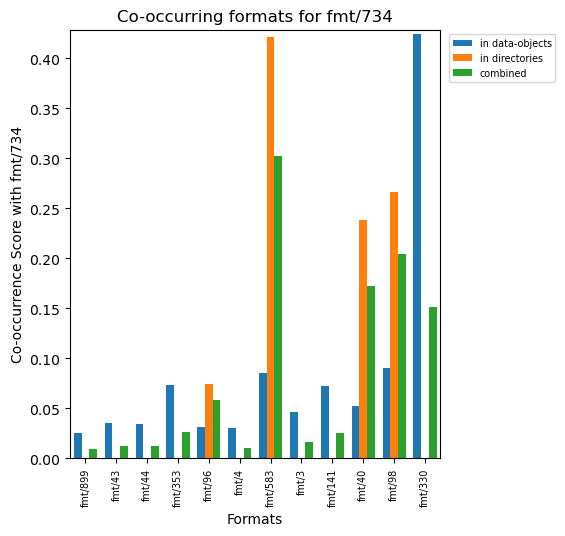 Co-occurring formats for fmt/734
in data-objects
in directories
combined
Co-occurrence Score with fmt/734
0.40
0.35
0.30
0.25
0.20
0.15
0.10
0.05
0.00
fmt/899
fmt/43
fmt/44
fmt/353
fmt/96
fmt/4
fmt/583
fmt/3
fmt/141
fmt/40
fmt/98
fmt/330
Formats